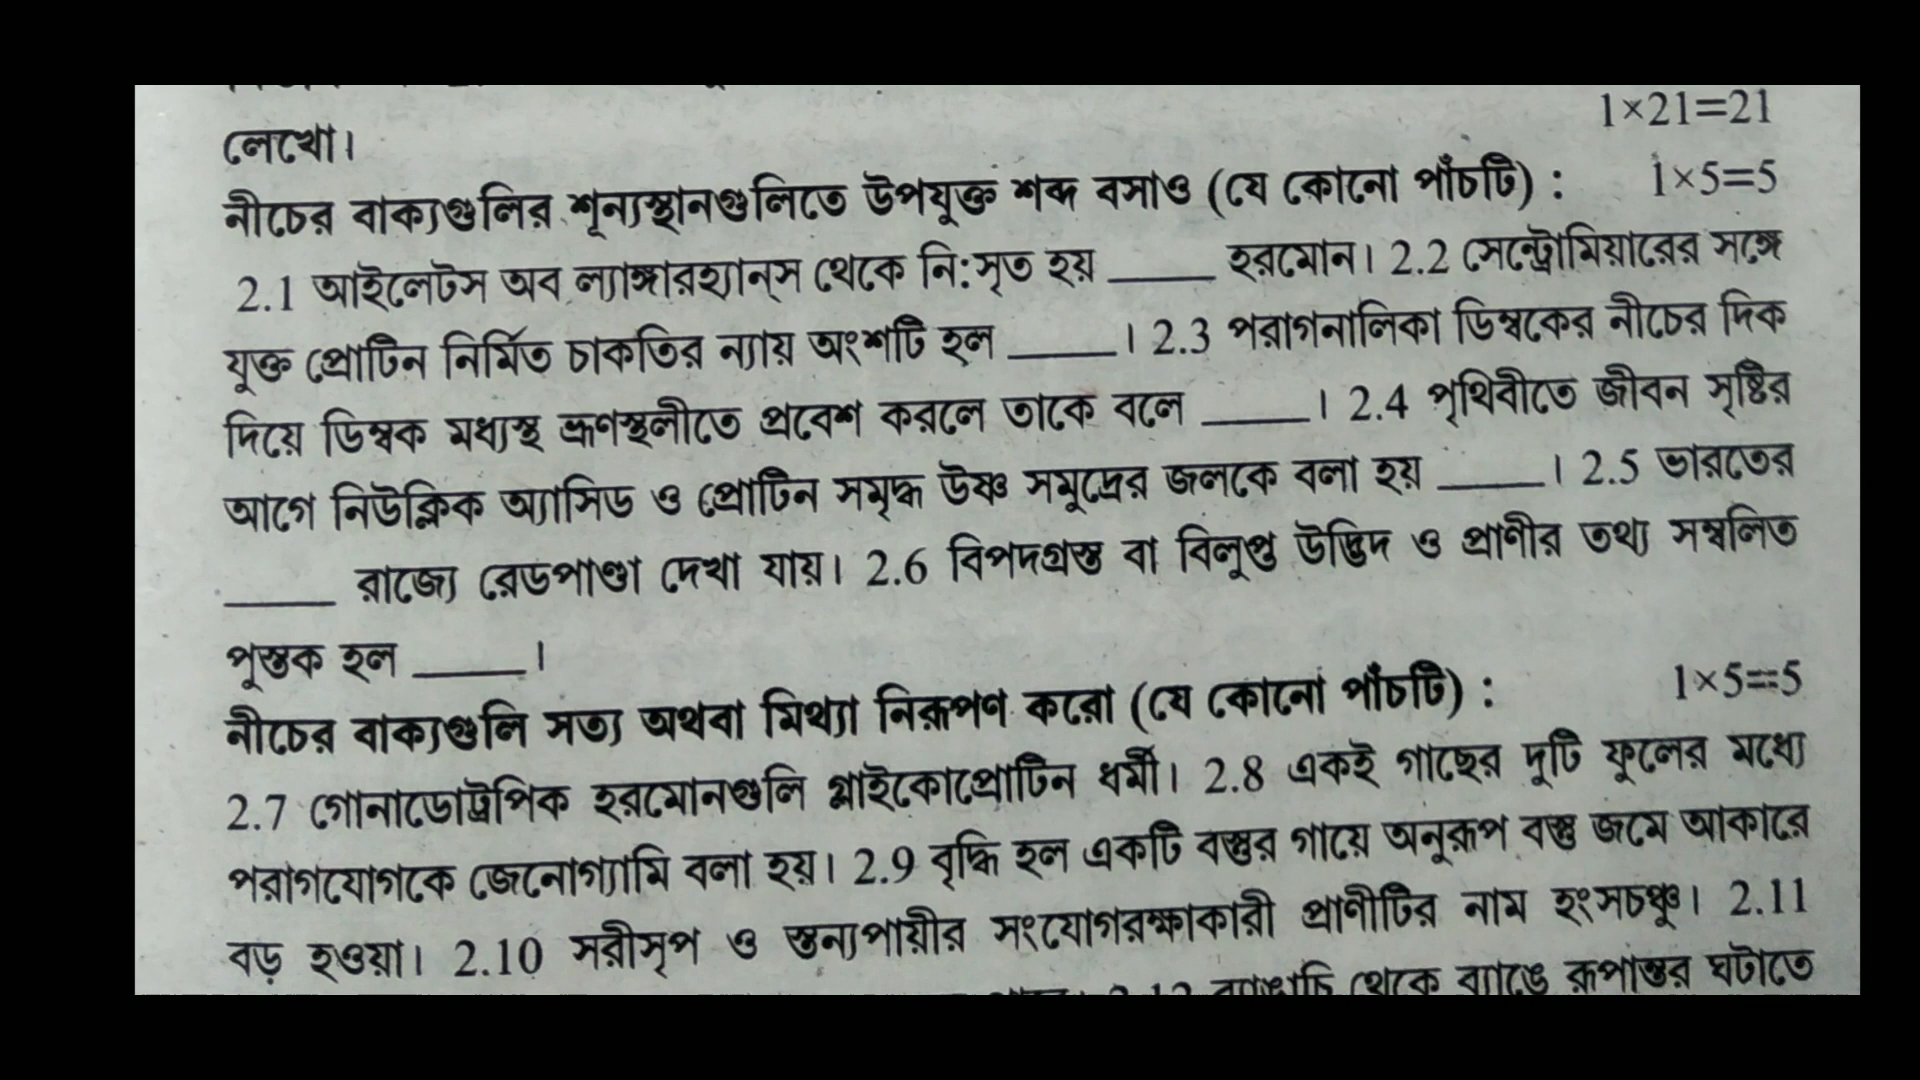 1×21=21
লেখো।
নীচের বাক্যগুলির শূন্যস্থানগুলিতে উপযুক্ত শব্দ বসাও (যে কোনো পাঁচটি) : 1×5=5
2.1 আইলেটস অব ল্যাঙ্গারহ্যান্‌স থেকে নি:সৃত হয় _____ হরমোন। 2.2 সেন্ট্রোমিয়ারের সঙ্গে
যুক্ত প্রোটিন নির্মিত চাকতির ন্যায় অংশটি হল _____। 2.3 পরাগনালিকা ডিম্বকের নীচের দিক
দিয়ে ডিম্বক মধ্যস্থ ভ্রূণস্থলীতে প্রবেশ করলে তাকে বলে _____। 2.4 পৃথিবীতে জীবন সৃষ্টির
আগে নিউক্লিক অ্যাসিড ও প্রোটিন সমৃদ্ধ উষ্ণ সমুদ্রের জলকে বলা হয় _____। 2.5 ভারতের
_____ রাজ্যে রেডপাণ্ডা দেখা যায়। 2.6 বিপদগ্রস্ত বা বিলুপ্ত উদ্ভিদ ও প্রাণীর তথ্য সম্বলিত
পুস্তক হল _____।
নীচের বাক্যগুলি সত্য অথবা মিথ্যা নিরূপণ করো (যে কোনো পাঁচটি) : 1×5=5
2.7 গোনাডোট্রপিক হরমোনগুলি গ্লাইকোপ্রোটিন ধর্মী। 2.8 একই গাছের দুটি ফুলের মধ্যে
পরাগযোগকে জেনোগ্যামি বলা হয়। 2.9 বৃদ্ধি হল একটি বস্তুর গায়ে অনুরূপ বস্তু জমে আকারে
বড় হওয়া। 2.10 সরীসৃপ ও স্তন্যপায়ীর সংযোগরক্ষাকারী প্রাণীটির নাম হংসচঞ্চু। 2.11
2.12 ব্যাঙাচি থেকে ব্যাঙে রূপান্তর ঘটাতে